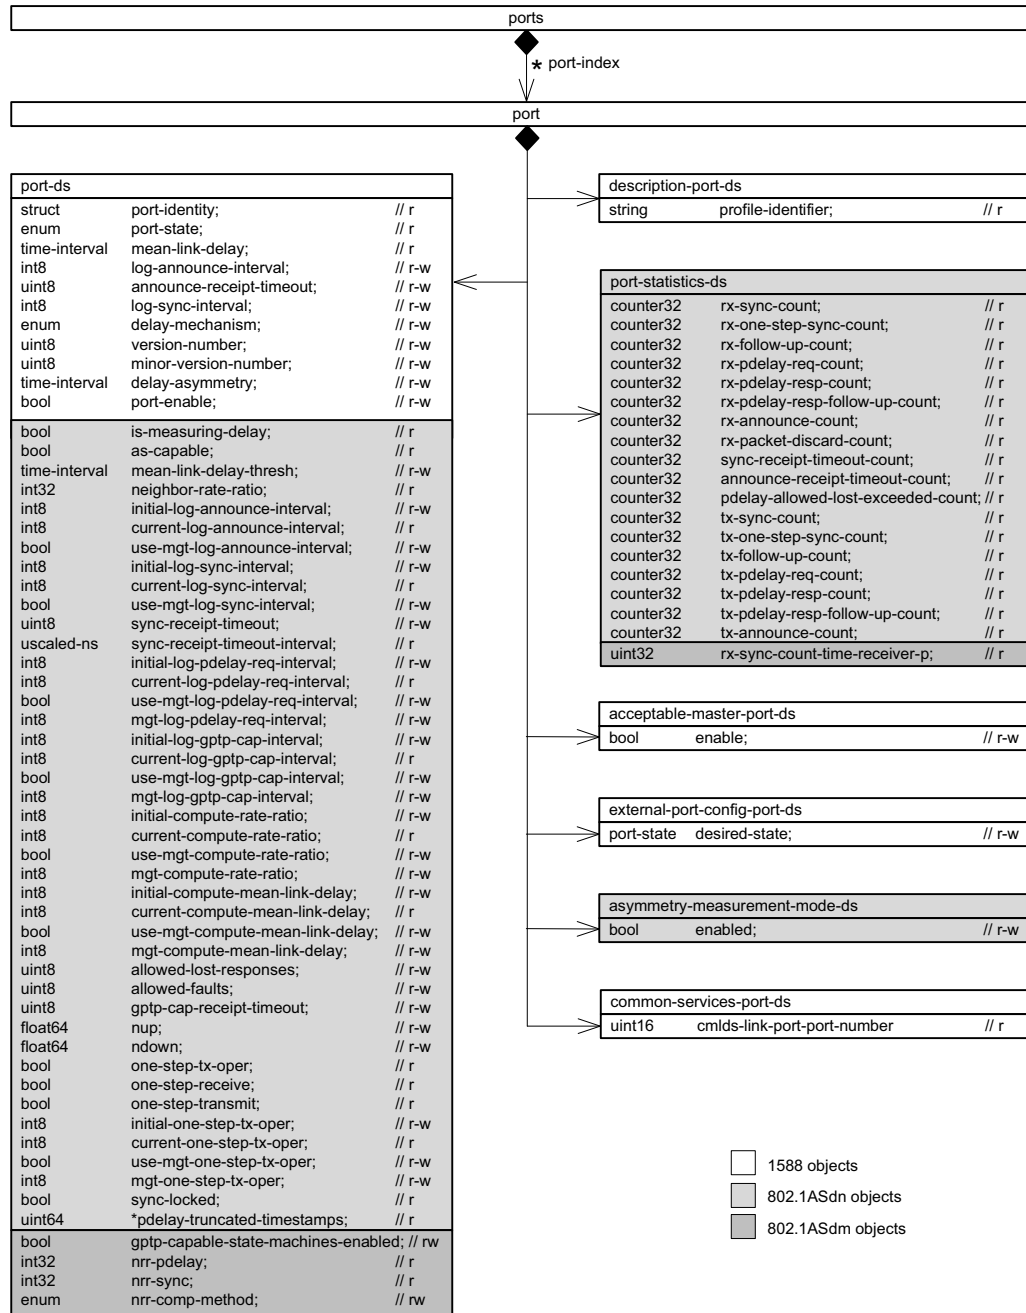 ports
* port-index
port
port-ds
struct port-identity; // r
enum port-state; // r
time-interval mean-link-delay; // r
int8 log-announce-interval; // r-w
uint8 announce-receipt-timeout; // r-w
int8 log-sync-interval; // r-w
enum delay-mechanism; // r-w
uint8 version-number; // r-w
uint8 minor-version-number; // r-w
time-interval delay-asymmetry; // r-w
bool port-enable; // r-w
bool is-measuring-delay; // r
bool as-capable; // r
time-interval mean-link-delay-thresh; // r-w
int32 neighbor-rate-ratio; // r
int8 initial-log-announce-interval; // r-w
int8 current-log-announce-interval; // r
bool use-mgt-log-announce-interval; // r-w
int8 initial-log-sync-interval; // r-w
int8 current-log-sync-interval; // r
bool use-mgt-log-sync-interval; // r-w
uint8 sync-receipt-timeout; // r-w
uscaled-ns sync-receipt-timeout-interval; // r
int8 initial-log-pdelay-req-interval; // r-w
int8 current-log-pdelay-req-interval; // r
bool use-mgt-log-pdelay-req-interval; // r-w
int8 mgt-log-pdelay-req-interval; // r-w
int8 initial-log-gptp-cap-interval; // r-w
int8 current-log-gptp-cap-interval; // r
bool use-mgt-log-gptp-cap-interval; // r-w
int8 mgt-log-gptp-cap-interval; // r-w
int8 initial-compute-rate-ratio; // r-w
int8 current-compute-rate-ratio; // r
bool use-mgt-compute-rate-ratio; // r-w
int8 mgt-compute-rate-ratio; // r-w
int8 initial-compute-mean-link-delay; // r-w
int8 current-compute-mean-link-delay; // r
bool use-mgt-compute-mean-link-delay; // r-w
int8 mgt-compute-mean-link-delay; // r-w
uint8 allowed-lost-responses; // r-w
uint8 allowed-faults; // r-w
uint8 gptp-cap-receipt-timeout; // r-w
float64 nup; // r-w
float64 ndown; // r-w
bool one-step-tx-oper; // r
bool one-step-receive; // r
bool one-step-transmit; // r
int8 initial-one-step-tx-oper; // r-w
int8 current-one-step-tx-oper; // r
bool use-mgt-one-step-tx-oper; // r-w
int8 mgt-one-step-tx-oper; // r-w
bool sync-locked; // r
uint64 *pdelay-truncated-timestamps; // r
bool gptp-capable-state-machines-enabled; // rw
int32 nrr-pdelay; // r
int32 nrr-sync; // r
enum nrr-comp-method; // rw
description-port-ds
string profile-identifier; // r
port-statistics-ds
counter32 rx-sync-count; // r
counter32 rx-one-step-sync-count; // r
counter32 rx-follow-up-count; // r
counter32 rx-pdelay-req-count; // r
counter32 rx-pdelay-resp-count; // r
counter32 rx-pdelay-resp-follow-up-count; // r
counter32 rx-announce-count; // r
counter32 rx-packet-discard-count; // r
counter32 sync-receipt-timeout-count; // r
counter32 announce-receipt-timeout-count; // r
counter32 pdelay-allowed-lost-exceeded-count; // r
counter32 tx-sync-count; // r
counter32 tx-one-step-sync-count; // r
counter32 tx-follow-up-count; // r
counter32 tx-pdelay-req-count; // r
counter32 tx-pdelay-resp-count; // r
counter32 tx-pdelay-resp-follow-up-count; // r
counter32 tx-announce-count; // r
uint32 rx-sync-count-time-receiver-p; // r
acceptable-master-port-ds
bool enable; // r-w
external-port-config-port-ds
port-state desired-state; // r-w
asymmetry-measurement-mode-ds
bool enabled; // r-w
common-services-port-ds
uint16 cmlds-link-port-port-number // r
1588 objects
802.1ASdn objects
802.1ASdm objects